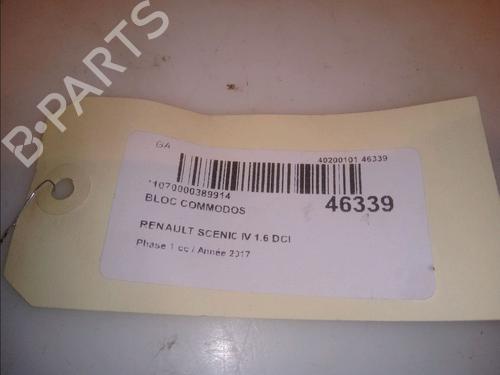 B-PARTS
GA
40200101 46339
*1070000389914
BLOC COMMODOS
46339
RENAULT SCENIC IV 1.6 DCI
Phase 1 cc / Année 2017